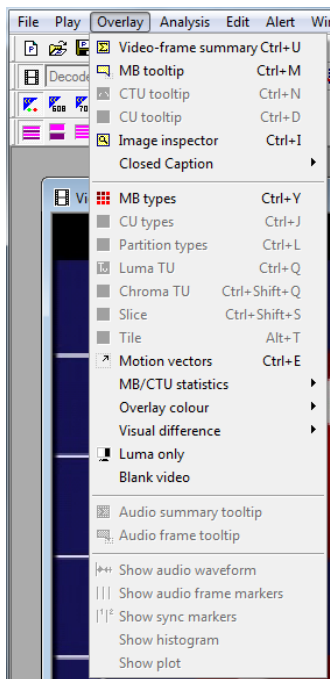 File Play Overlay Analysis Edit Alert
Decode
Vi
Video-frame summary Ctrl+U
MB tooltip Ctrl+M
CTU tooltip Ctrl+N
CU tooltip Ctrl+D
Image inspector Ctrl+I
Closed Caption
MB types Ctrl+Y
CU types Ctrl+J
Partition types Ctrl+L
Luma TU Ctrl+Q
Chroma TU Ctrl+Shift+Q
Slice Ctrl+Shift+S
Tile Alt+T
Motion vectors Ctrl+E
MB/CTU statistics
Overlay colour
Visual difference
Luma only
Blank video
Audio summary tooltip
Audio frame tooltip
Show audio waveform
Show audio frame markers
Show sync markers
Show histogram
Show plot